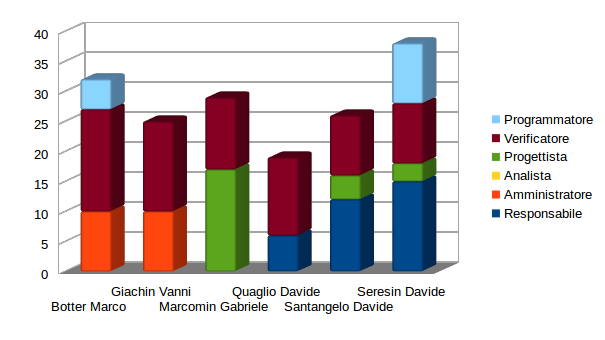 40
35
30
25
20
15
10
5
0
Programmatore
Verificatore
Progettista
Analista
Amministratore
Responsabile
Giachin Vanni Quaglio Davide Seresin Davide
Botter Marco Marcomin Gabriele Santangelo Davide